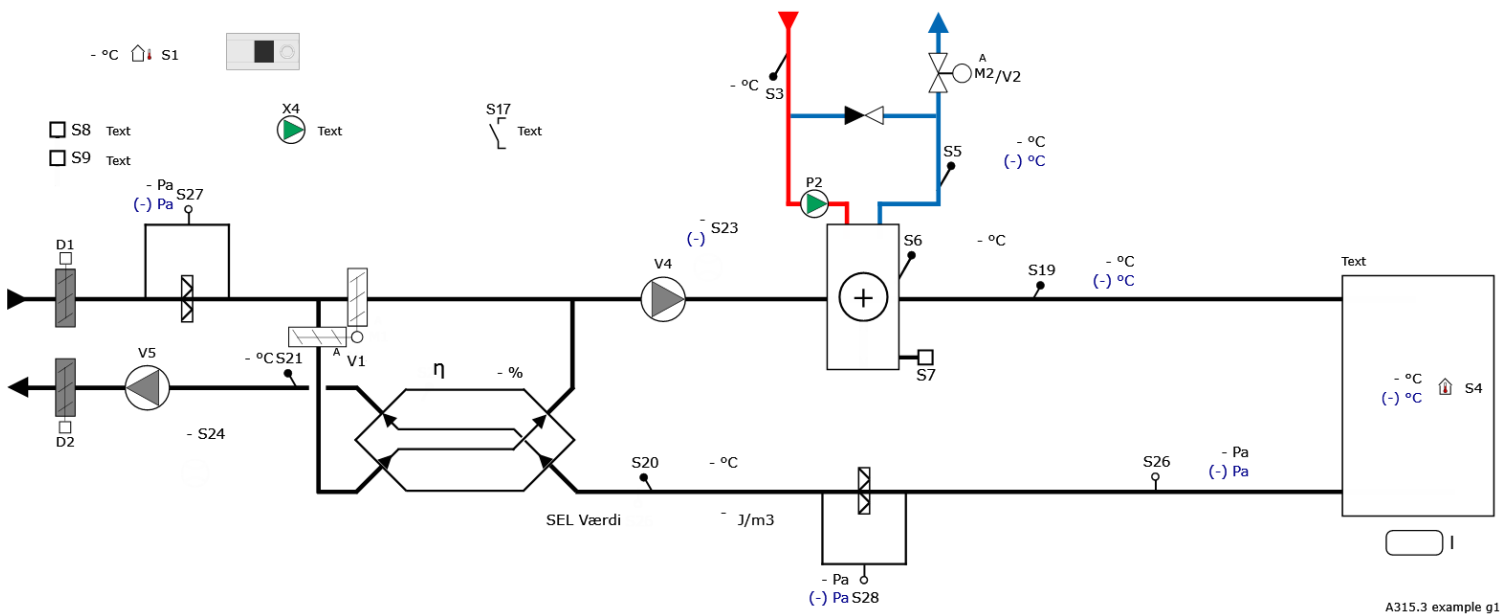 - °C S1
S8 Text
S9 Text
X4
Text
S17
Text
- °C S3
A
M2/V2
S5
- °C
(-) °C
P2
- Pa
(-) Pa S27
D1
-
(-) S23
V4
S6
- °C
S19
- °C
(-) °C
Text
A
V1
V5
- °C S21
η - %
S7
- °C
(-) °C
S4
D2
- S24
S20
- °C
S26
- Pa
(-) Pa
SEL Værdi - J/m3
I
- Pa
(-) Pa S28
A315.3 example g1